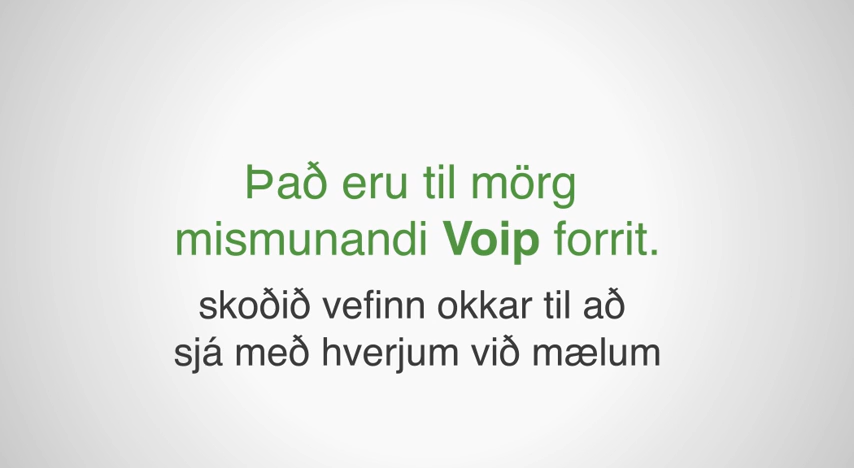 Það eru til mörg
mismunandi Voip forrit.
skoðið vefinn okkar til að
sjá með hverjum við mælum